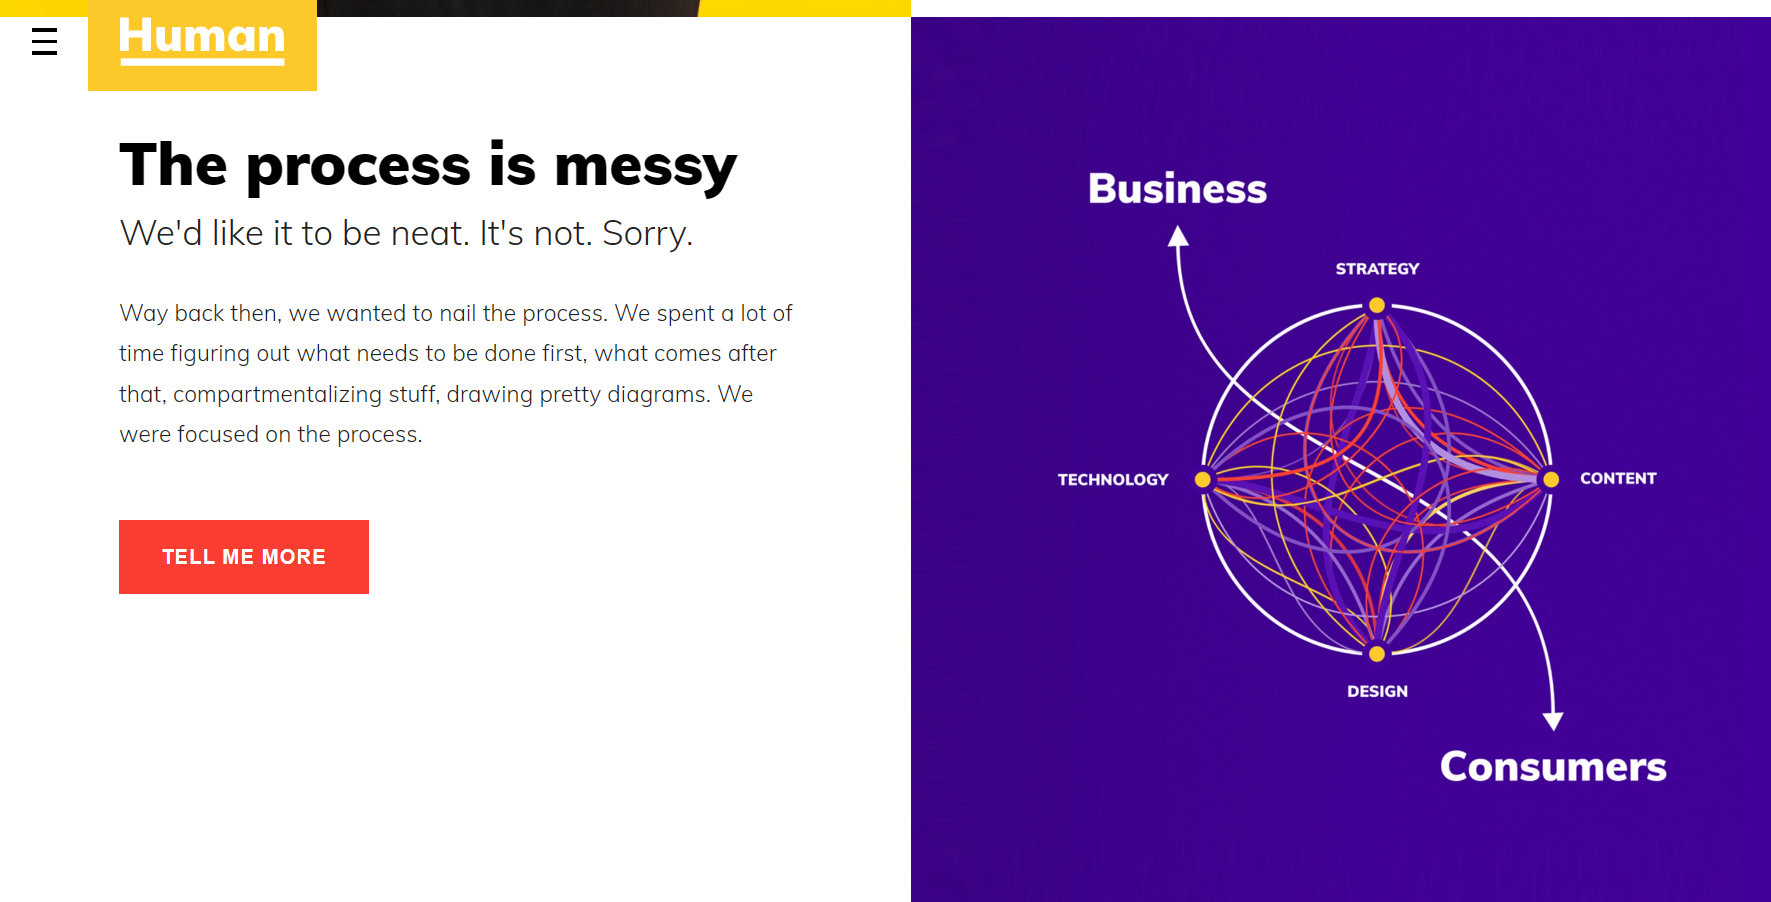 Human
The process is messy
We'd like it to be neat. It's not. Sorry.
Way back then, we wanted to nail the process. We spent a lot of
time figuring out what needs to be done first, what comes after
that, compartmentalizing stuff, drawing pretty diagrams. We
were focused on the process.
TELL ME MORE
Business
STRATEGY
TECHNOLOGY
CONTENT
DESIGN
Consumers